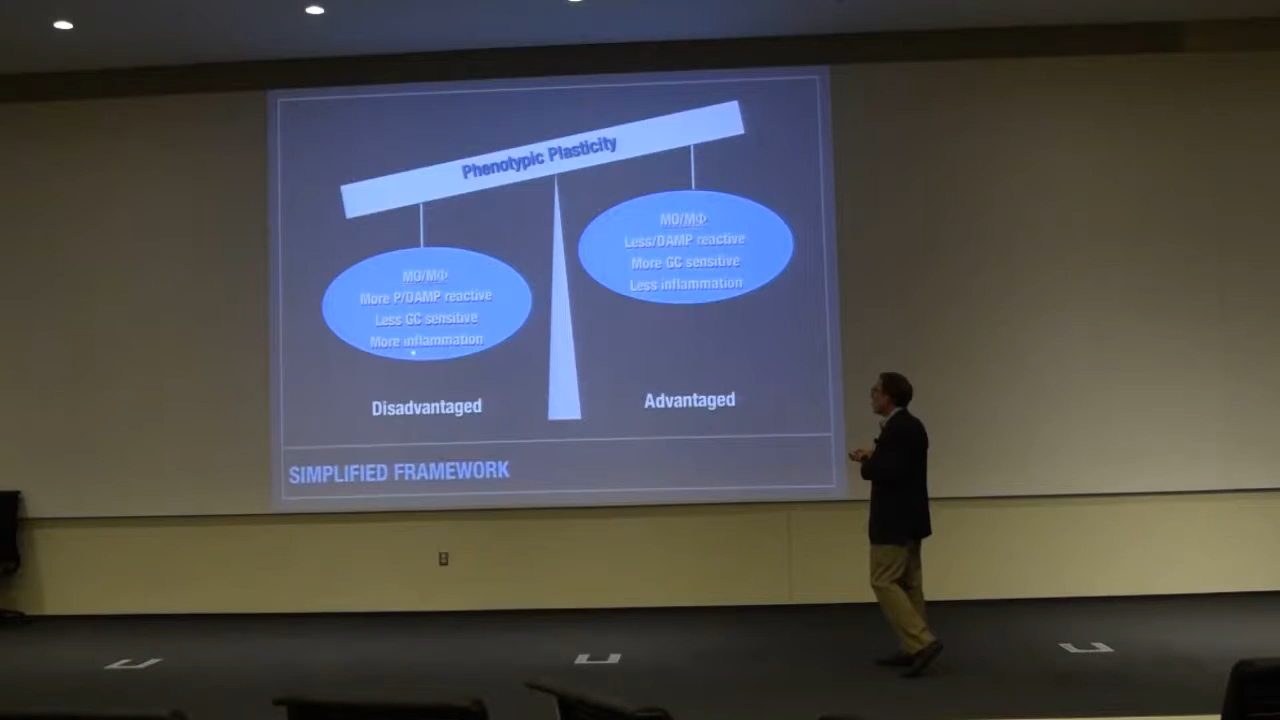 Phenotypic Plasticity
MO/MΦ
More P/DAMP reactive
Less GC sensitive
More inflammation
MO/MΦ
Less/DAMP reactive
More GC sensitive
Less inflammation
Disadvantaged
Advantaged
SIMPLIFIED FRAMEWORK